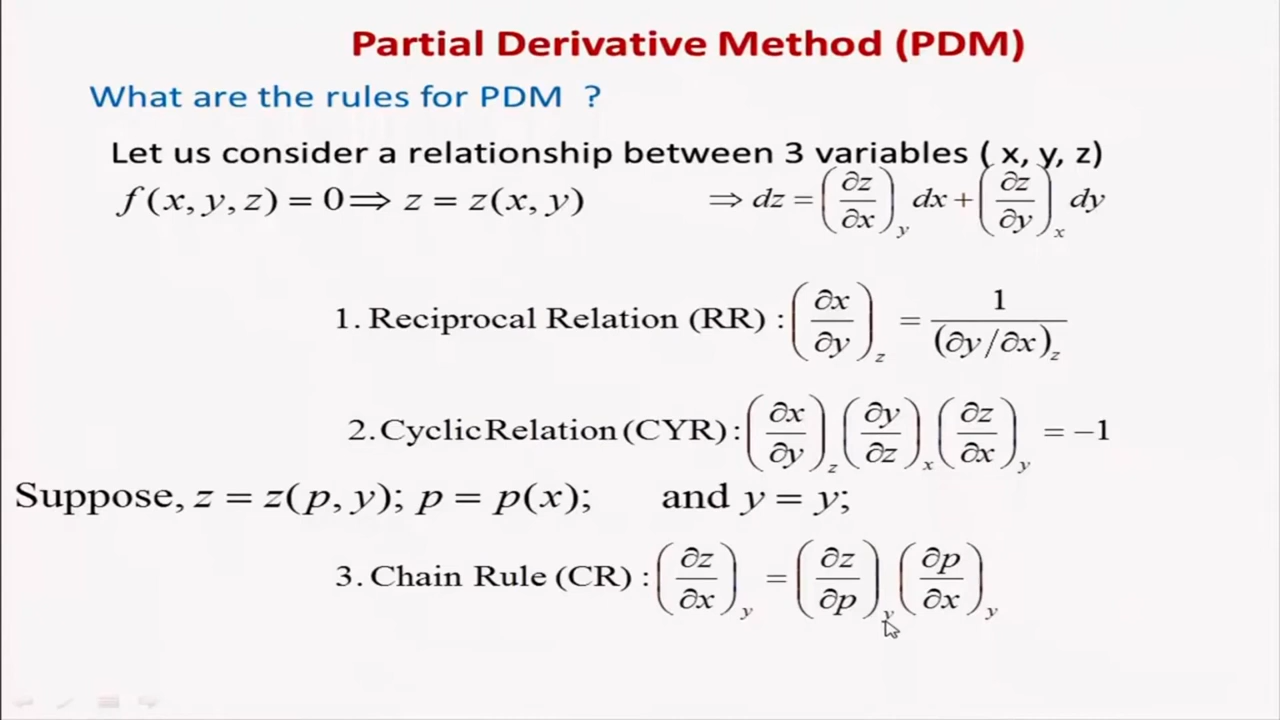 Partial Derivative Method (PDM)
What are the rules for PDM ?
Let us consider a relationship between 3 variables ( x, y, z)
f(x, y, z) = 0 ⇒ z = z(x, y) ⇒ dz = (∂z/∂x)_y dx + (∂z/∂y)_x dy
1. Reciprocal Relation (RR) : (∂x/∂y)_z = 1/(∂y/∂x)_z
2. Cyclic Relation (CYR) : (∂x/∂y)_z (∂y/∂z)_x (∂z/∂x)_y = −1
Suppose, z = z(p, y); p = p(x); and y = y;
3. Chain Rule (CR) : (∂z/∂x)_y = (∂z/∂p)_y (∂p/∂x)_y